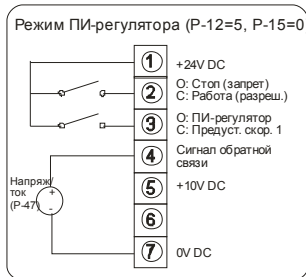 Режим ПИ-регулятора (P-12=5, P-15=0
1 +24V DC
2 O: Стоп (запрет)
C: Работа (разреш.)
3 O: ПИ-регулятор
C: Предуст. скор. 1
4 Сигнал обратной
связи
Напряж/
ток
(P-47)
+
-
5 +10V DC
6
7 0V DC